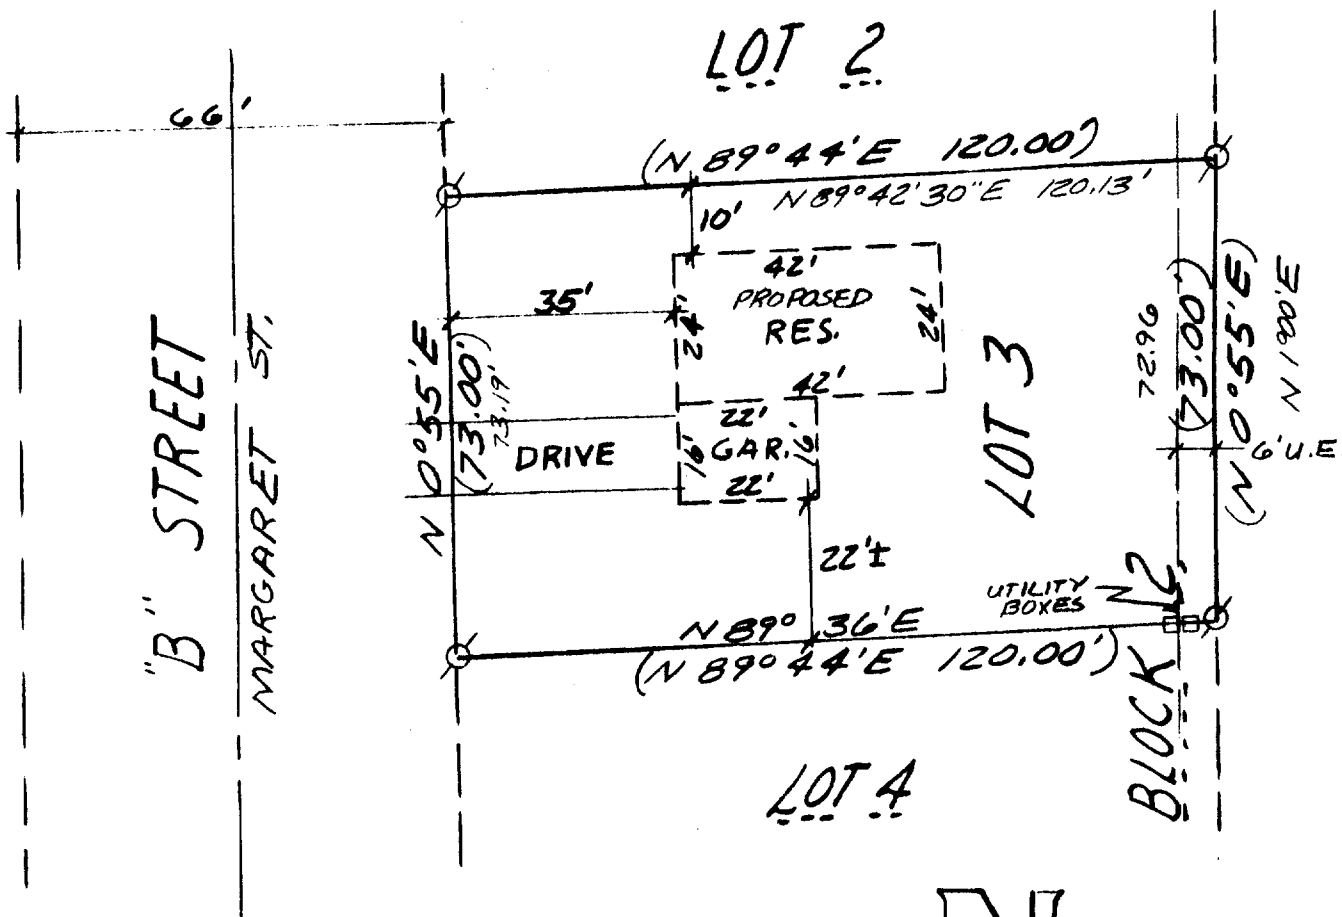 LOT 2
66'
(N 89°44'E 120.00')
N 89°42'30"E 120.13'
10'
42'
PROPOSED
RES.
24'
24'
42'
35'
22'
GAR.
16'
16'
22'
DRIVE
22'±
"B" STREET
MARGARET ST.
N 0°55'E
(73.00')
73.19'
LOT 3
72.96
(73.00')
(N 0°55'E)
N 1°00'E
6' U.E
UTILITY
BOXES
BLOCK 2
N 89° 36'E
(N 89°44'E 120.00')
LOT 4